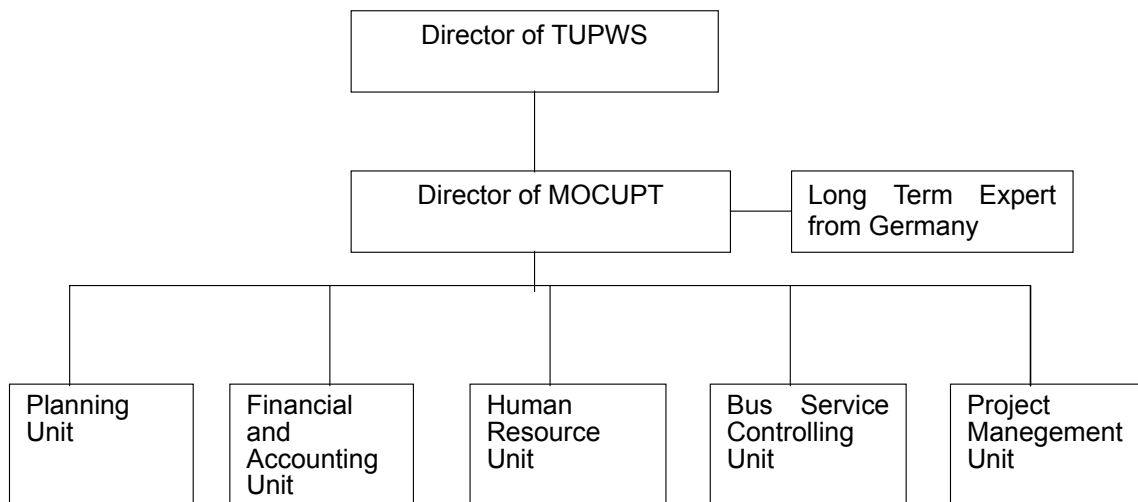 Director of TUPWS
Director of MOCUPT
Long Term Expert
from Germany
Planning
Unit
Financial
and
Accounting
Unit
Human
Resource
Unit
Bus Service
Controlling
Unit
Project
Manegement
Unit